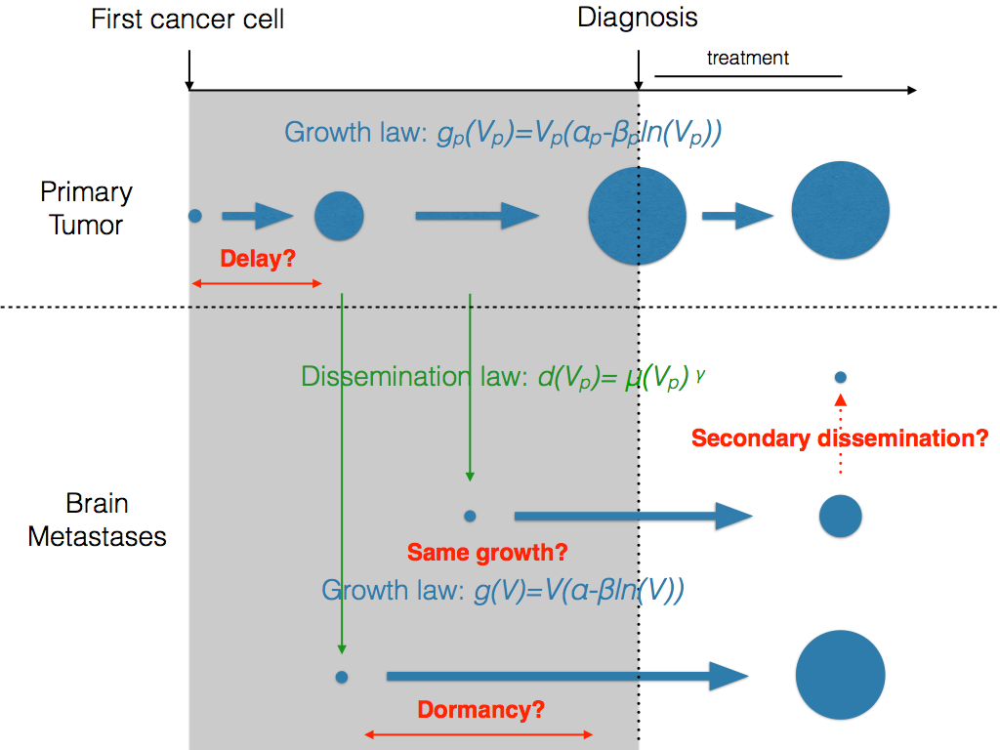 First cancer cell
Diagnosis
treatment
Growth law: gₚ(Vₚ)=Vₚ(αₚ-βₚln(Vₚ))
Primary
Tumor
Delay?
Dissemination law: d(Vₚ)= μ(Vₚ) ᵞ
Secondary dissemination?
Brain
Metastases
Same growth?
Growth law: g(V)=V(α-βln(V))
Dormancy?